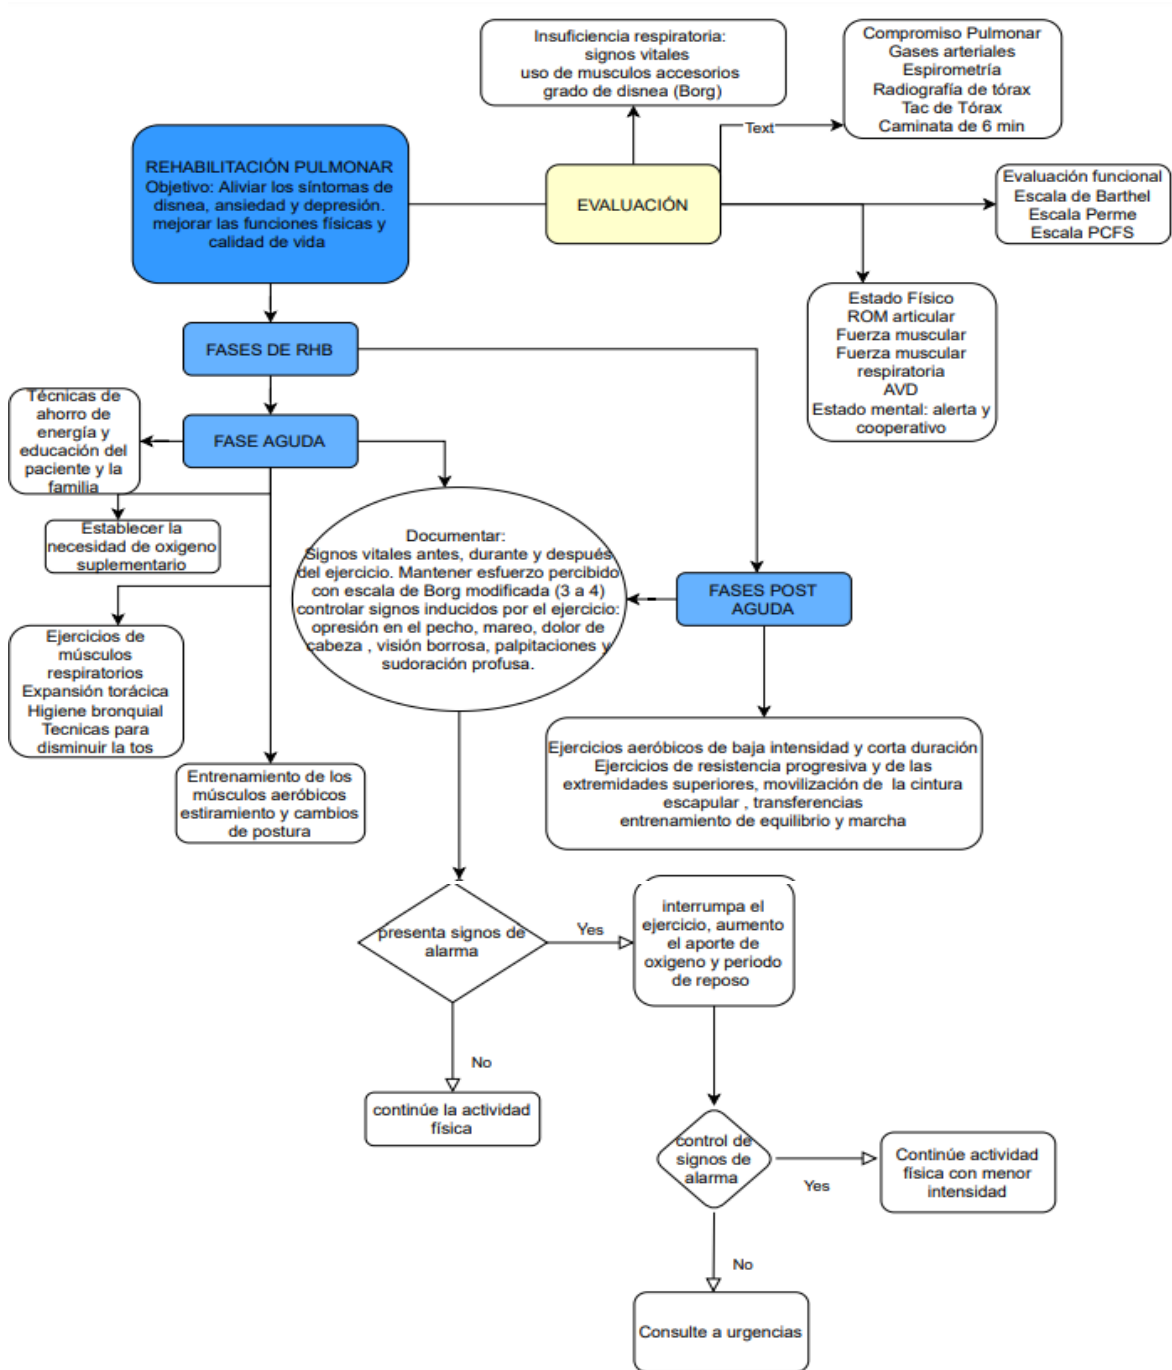 Insuficiencia respiratoria:
signos vitales
uso de musculos accesorios
grado de disnea (Borg)
Compromiso Pulmonar
Gases arteriales
Espirometría
Radiografía de tórax
Tac de Tórax
Caminata de 6 min
Text
REHABILITACIÓN PULMONAR
Objetivo: Aliviar los síntomas de
disnea, ansiedad y depresión.
mejorar las funciones físicas y
calidad de vida
EVALUACIÓN
Evaluación funcional
Escala de Barthel
Escala Perme
Escala PCFS
Estado Físico
ROM articular
Fuerza muscular
Fuerza muscular
respiratoria
AVD
Estado mental: alerta y
cooperativo
FASES DE RHB
Técnicas de
ahorro de
energía y
educación del
paciente y la
familia
FASE AGUDA
Establecer la
necesidad de oxigeno
suplementario
Documentar:
Signos vitales antes, durante y después
del ejercicio. Mantener esfuerzo percibido
con escala de Borg modificada (3 a 4)
controlar signos inducidos por el ejercicio:
opresión en el pecho, mareo, dolor de
cabeza , visión borrosa, palpitaciones y
sudoración profusa.
FASES POST
AGUDA
Ejercicios de
músculos
respiratorios
Expansión torácica
Higiene bronquial
Tecnicas para
disminuir la tos
Entrenamiento de los
músculos aeróbicos
estiramiento y cambios
de postura
Ejercicios aeróbicos de baja intensidad y corta duración
Ejercicios de resistencia progresiva y de las
extremidades superiores, movilización de la cintura
escapular , transferencias
entrenamiento de equilibrio y marcha
presenta signos de
alarma
Yes
interrumpa el
ejercicio, aumento
el aporte de
oxigeno y periodo
de reposo
No
continúe la actividad
física
control de
signos de
alarma
Yes
Continúe actividad
física con menor
intensidad
No
Consulte a urgencias